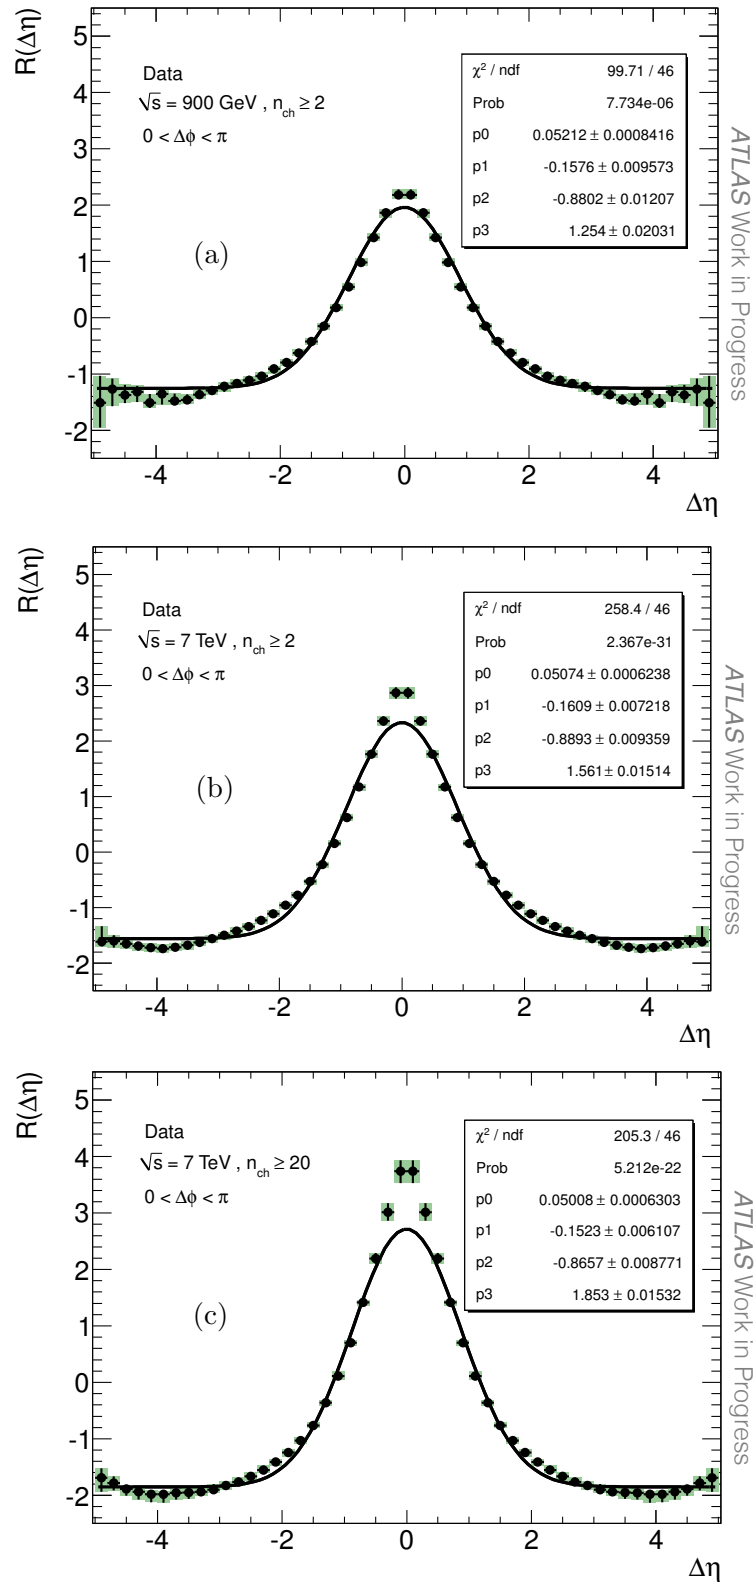 R(Δη)
5
4
3
2
1
0
-1
-2
Data
√s = 900 GeV , n_ch ≥ 2
0 < Δϕ < π
χ² / ndf 99.71 / 46
Prob 7.734e-06
p0 0.05212 ± 0.0008416
p1 -0.1576 ± 0.009573
p2 -0.8802 ± 0.01207
p3 1.254 ± 0.02031
(a)
ATLAS Work in Progress
-4 -2 0 2 4
Δη
R(Δη)
5
4
3
2
1
0
-1
-2
Data
√s = 7 TeV , n_ch ≥ 2
0 < Δϕ < π
χ² / ndf 258.4 / 46
Prob 2.367e-31
p0 0.05074 ± 0.0006238
p1 -0.1609 ± 0.007218
p2 -0.8893 ± 0.009359
p3 1.561 ± 0.01514
(b)
ATLAS Work in Progress
-4 -2 0 2 4
Δη
R(Δη)
5
4
3
2
1
0
-1
-2
Data
√s = 7 TeV , n_ch ≥ 20
0 < Δϕ < π
χ² / ndf 205.3 / 46
Prob 5.212e-22
p0 0.05008 ± 0.0006303
p1 -0.1523 ± 0.006107
p2 -0.8657 ± 0.008771
p3 1.853 ± 0.01532
(c)
ATLAS Work in Progress
-4 -2 0 2 4
Δη